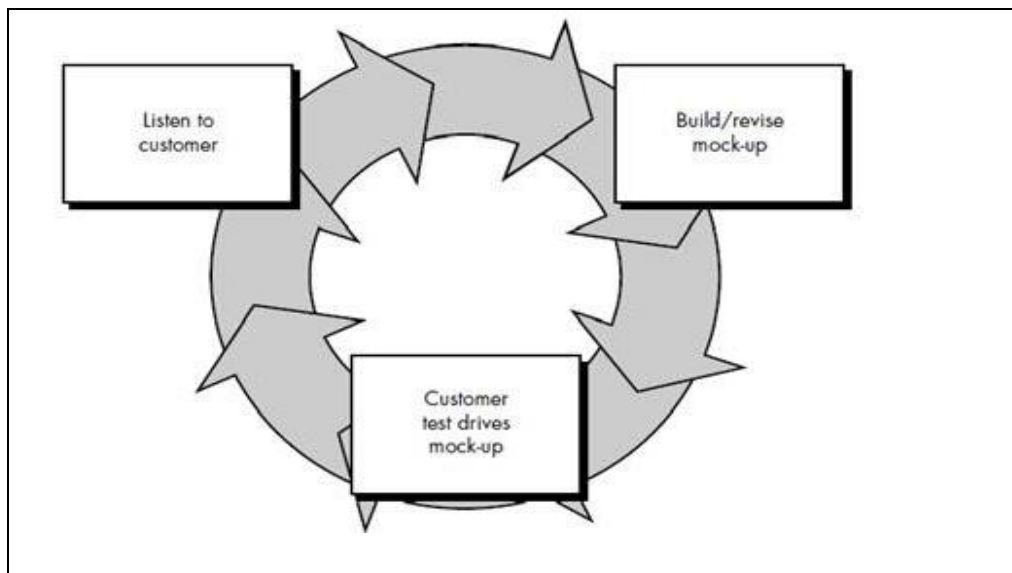 Listen to
customer
Build/revise
mock-up
Customer
test drives
mock-up